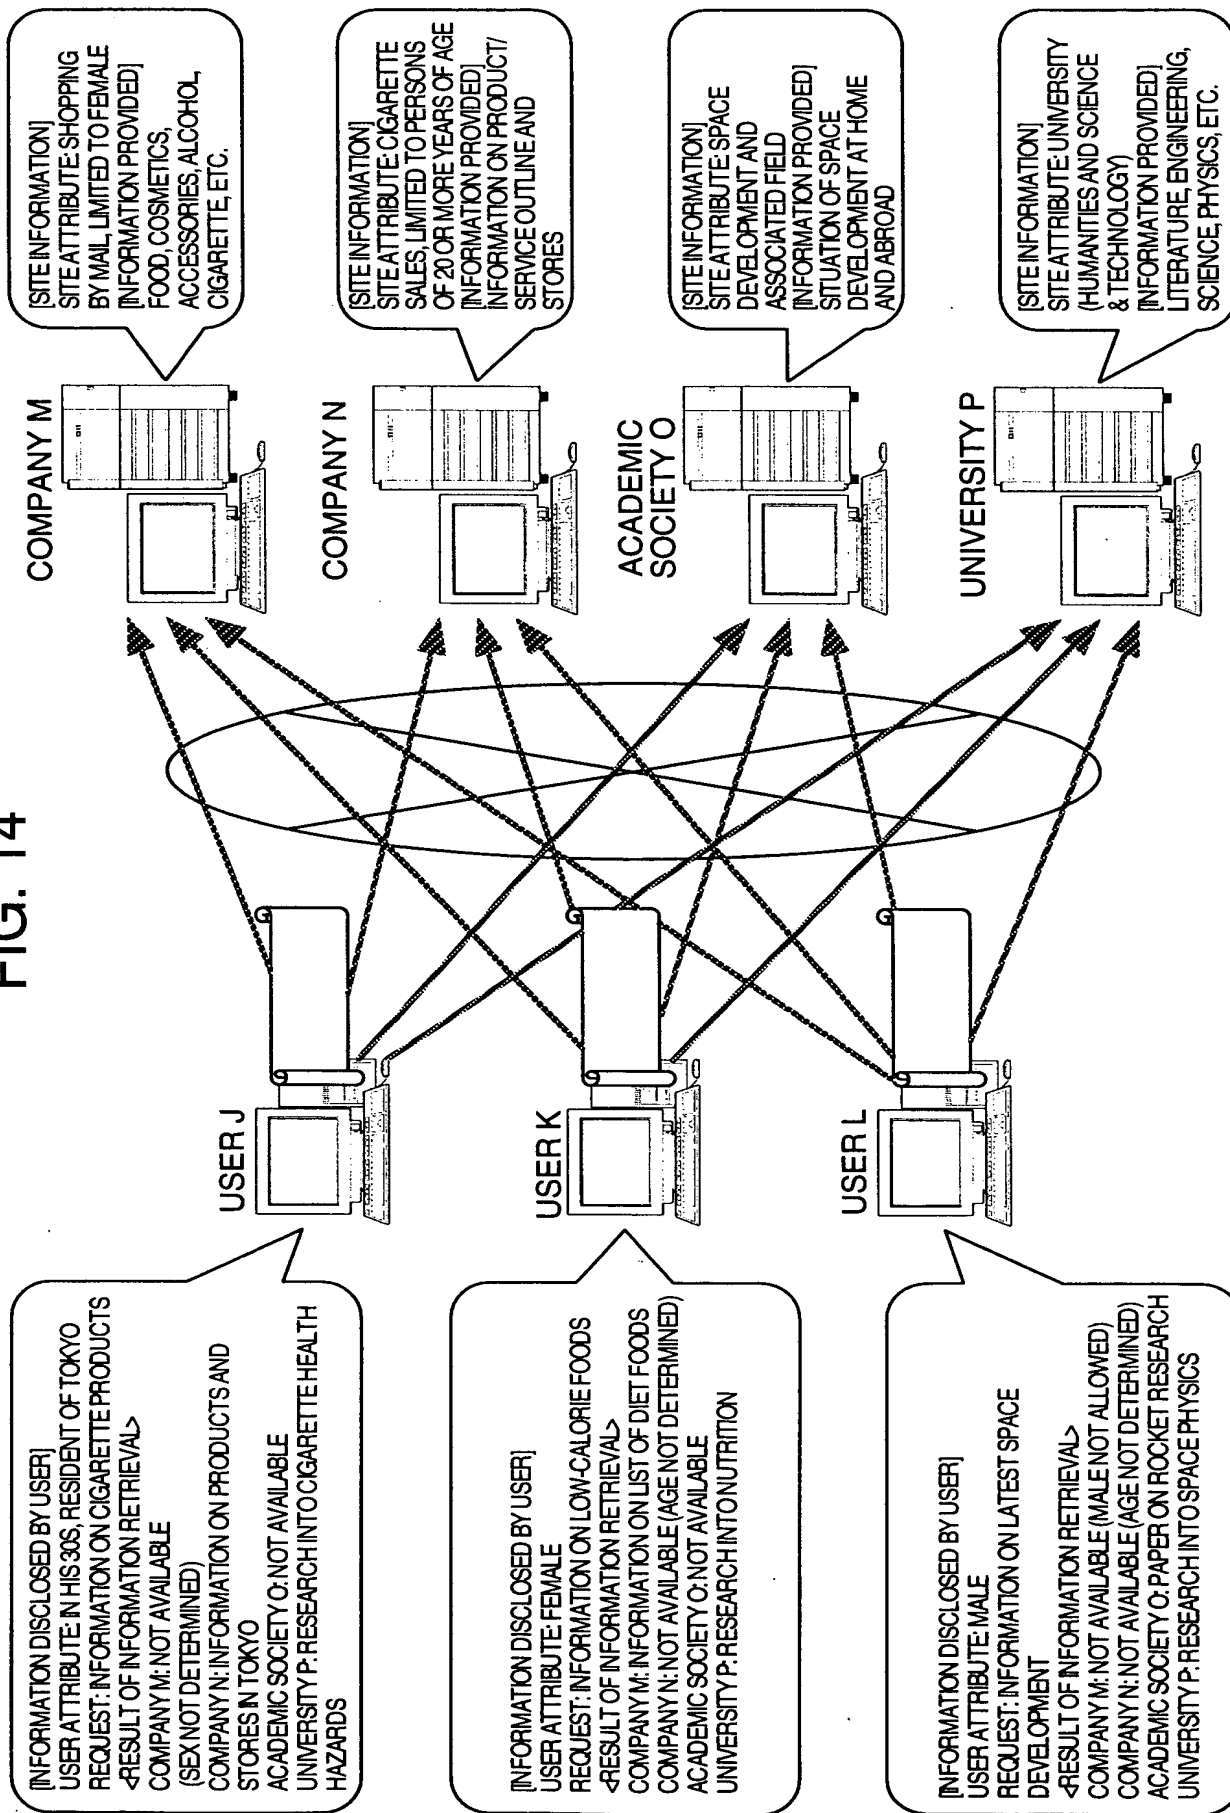 FIG. 14
[INFORMATION DISCLOSED BY USER]
USER ATTRIBUTE: IN HIS 30S, RESIDENT OF TOKYO
REQUEST: INFORMATION ON CIGARETTE PRODUCTS
<RESULT OF INFORMATION RETRIEVAL>
COMPANY M: NOT AVAILABLE
(SEX NOT DETERMINED)
COMPANY N: INFORMATION ON PRODUCTS AND
STORES IN TOKYO
ACADEMIC SOCIETY O: NOT AVAILABLE
UNIVERSITY P: RESEARCH INTO CIGARETTE HEALTH
HAZARDS
USER J
[INFORMATION DISCLOSED BY USER]
USER ATTRIBUTE: FEMALE
REQUEST: INFORMATION ON LOW-CALORIE FOODS
<RESULT OF INFORMATION RETRIEVAL>
COMPANY M: INFORMATION ON LIST OF DIET FOODS
COMPANY N: NOT AVAILABLE (AGE NOT DETERMINED)
ACADEMIC SOCIETY O: NOT AVAILABLE
UNIVERSITY P: RESEARCH INTO NUTRITION
USER K
[INFORMATION DISCLOSED BY USER]
USER ATTRIBUTE: MALE
REQUEST: INFORMATION ON LATEST SPACE
DEVELOPMENT
<RESULT OF INFORMATION RETRIEVAL>
COMPANY M: NOT AVAILABLE (MALE NOT ALLOWED)
COMPANY N: NOT AVAILABLE (AGE NOT DETERMINED)
ACADEMIC SOCIETY O: PAPER ON ROCKET RESEARCH
UNIVERSITY P: RESEARCH INTO SPACE PHYSICS
USER L
COMPANY M
[SITE INFORMATION]
SITE ATTRIBUTE: SHOPPING
BY MAIL, LIMITED TO FEMALE
[INFORMATION PROVIDED]
FOOD, COSMETICS,
ACCESSORIES, ALCOHOL,
CIGARETTE, ETC.
COMPANY N
[SITE INFORMATION]
SITE ATTRIBUTE: CIGARETTE
SALES, LIMITED TO PERSONS
OF 20 OR MORE YEARS OF AGE
[INFORMATION PROVIDED]
INFORMATION ON PRODUCT/
SERVICE OUTLINE AND
STORES
ACADEMIC
SOCIETY O
[SITE INFORMATION]
SITE ATTRIBUTE: SPACE
DEVELOPMENT AND
ASSOCIATED FIELD
[INFORMATION PROVIDED]
SITUATION OF SPACE
DEVELOPMENT AT HOME
AND ABROAD
UNIVERSITY P
[SITE INFORMATION]
SITE ATTRIBUTE: UNIVERSITY
(HUMANITIES AND SCIENCE
& TECHNOLOGY)
[INFORMATION PROVIDED]
LITERATURE, ENGINEERING,
SCIENCE, PHYSICS, ETC.